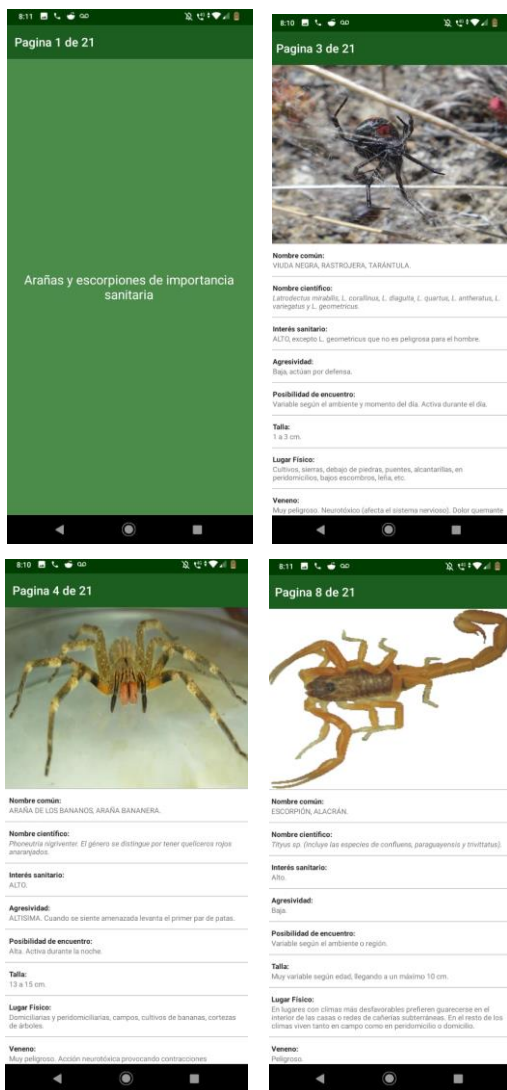 8:11
Pagina 1 de 21
Arañas y escorpiones de importancia
sanitaria
8:10
Pagina 3 de 21
Nombre común:
VIUDA NEGRA, RASTROJERA, TARÁNTULA.
Nombre científico:
Latrodectus mirabilis, L. corallinus, L. diaguita, L. quartus, L. antheratus, L.
variegatus y L. geometricus.
Interés sanitario:
ALTO, excepto L. geometricus que no es peligrosa para el hombre.
Agresividad:
Baja, actúan por defensa.
Posibilidad de encuentro:
Variable según el ambiente y momento del día. Activa durante el día.
Talla:
1 a 3 cm.
Lugar Físico:
Cultivos, sierras, debajo de piedras, puentes, alcantarillas, en
peridomicilios, bajos escombros, leña, etc.
Veneno:
Muy peligroso. Neurotóxico (afecta el sistema nervioso). Dolor quemante
8:10
Pagina 4 de 21
Nombre común:
ARAÑA DE LOS BANANOS, ARAÑA BANANERA.
Nombre científico:
Phoneutria nigriventer. El género se distingue por tener quelíceros rojos
anaranjados.
Interés sanitario:
ALTO.
Agresividad:
ALTISIMA. Cuando se siente amenazada levanta el primer par de patas.
Posibilidad de encuentro:
Alta. Activa durante la noche.
Talla:
13 a 15 cm.
Lugar Físico:
Domiciliarias y peridomiciliarias, campos, cultivos de bananas, cortezas
de árboles.
Veneno:
Muy peligroso. Acción neurotóxica provocando contracciones
8:11
Pagina 8 de 21
Nombre común:
ESCORPIÓN, ALACRÁN.
Nombre científico:
Tityus sp. (incluye las especies de confluens, paraguayensis y trivittatus).
Interés sanitario:
Alto.
Agresividad:
Baja.
Posibilidad de encuentro:
Variable según el ambiente o región.
Talla:
Muy variable según edad, llegando a un máximo 10 cm.
Lugar Físico:
En lugares con climas más desfavorables prefieren guarecerse en el
interior de las casas o redes de cañerías subterráneas. En el resto de los
climas viven tanto en campo como en peridomicilio o domicilio.
Veneno:
Peligroso.